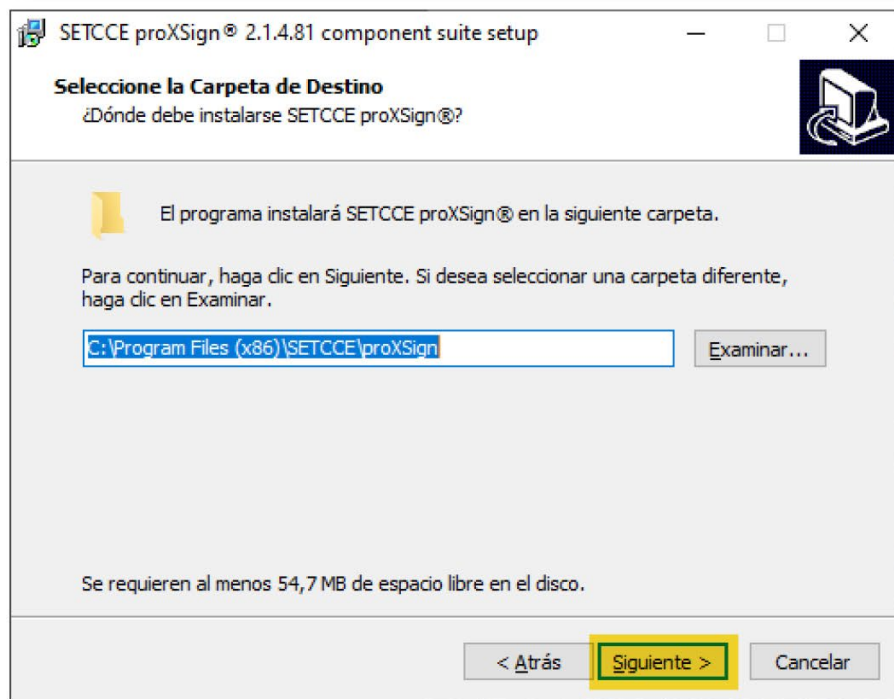 SETCCE proXSign® 2.1.4.81 component suite setup
Seleccione la Carpeta de Destino
¿Dónde debe instalarse SETCCE proXSign®?
El programa instalará SETCCE proXSign® en la siguiente carpeta.
Para continuar, haga clic en Siguiente. Si desea seleccionar una carpeta diferente,
haga clic en Examinar.
C:\Program Files (x86)\SETCCE\proXSign
Examinar...
Se requieren al menos 54,7 MB de espacio libre en el disco.
< Atrás
Siguiente >
Cancelar